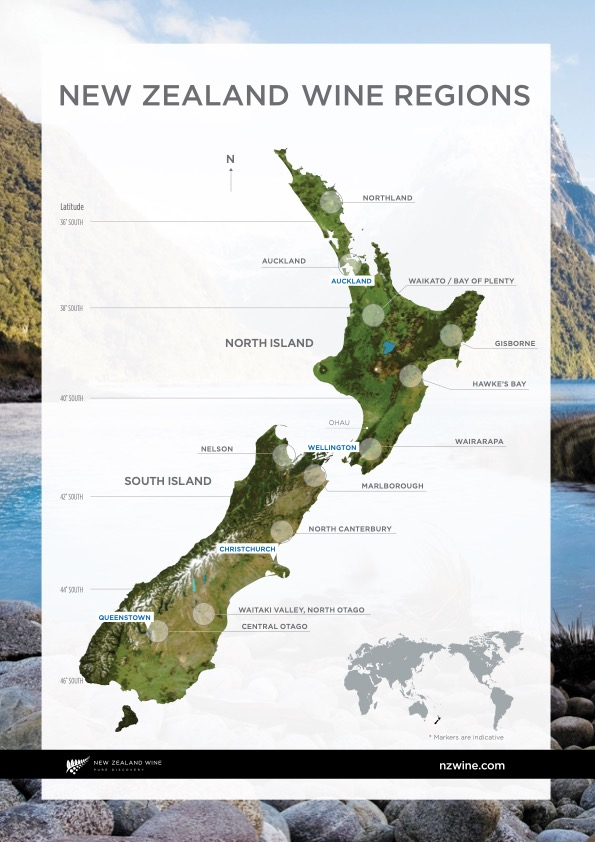 NEW ZEALAND WINE REGIONS
N
Latitude
36° SOUTH
NORTHLAND
AUCKLAND
AUCKLAND
WAIKATO / BAY OF PLENTY
38° SOUTH
NORTH ISLAND
GISBORNE
HAWKE'S BAY
40° SOUTH
OHAU
WELLINGTON
WAIRARAPA
NELSON
SOUTH ISLAND
MARLBOROUGH
42° SOUTH
NORTH CANTERBURY
CHRISTCHURCH
44° SOUTH
WAITAKI VALLEY, NORTH OTAGO
QUEENSTOWN
CENTRAL OTAGO
46° SOUTH
* Markers are indicative
NEW ZEALAND WINE
PURE DISCOVERY
nzwine.com